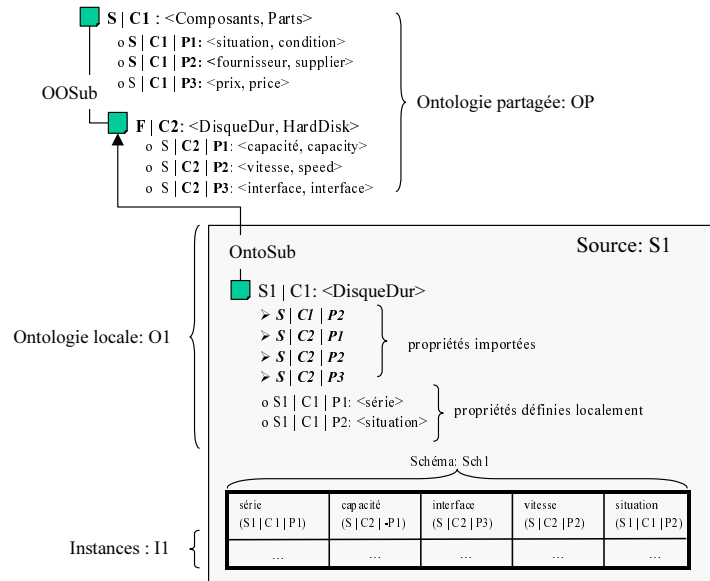 S | C1 : <Composants, Parts>
o S | C1 | P1: <situation, condition>
o S | C1 | P2: <fournisseur, supplier>
o S | C1 | P3: <prix, price>
OOSub
Ontologie partagée: OP
F | C2: <DisqueDur, HardDisk>
o S | C2 | P1: <capacité, capacity>
o S | C2 | P2: <vitesse, speed>
o S | C2 | P3: <interface, interface>
OntoSub
Source: S1
S1 | C1: <DisqueDur>
➢ S | C1 | P2
➢ S | C2 | P1
➢ S | C2 | P2
➢ S | C2 | P3
propriétés importées
Ontologie locale: O1
o S1 | C1 | P1: <série>
o S1 | C1 | P2: <situation>
propriétés définies localement
Schéma: Sch1
série capacité interface vitesse situation
(S1 | C1 | P1) (S | C2 | -P1) (S | C2 | P3) (S | C2 | P2) (S1 | C1 | P2)
Instances : I1
... ... ... ... ...